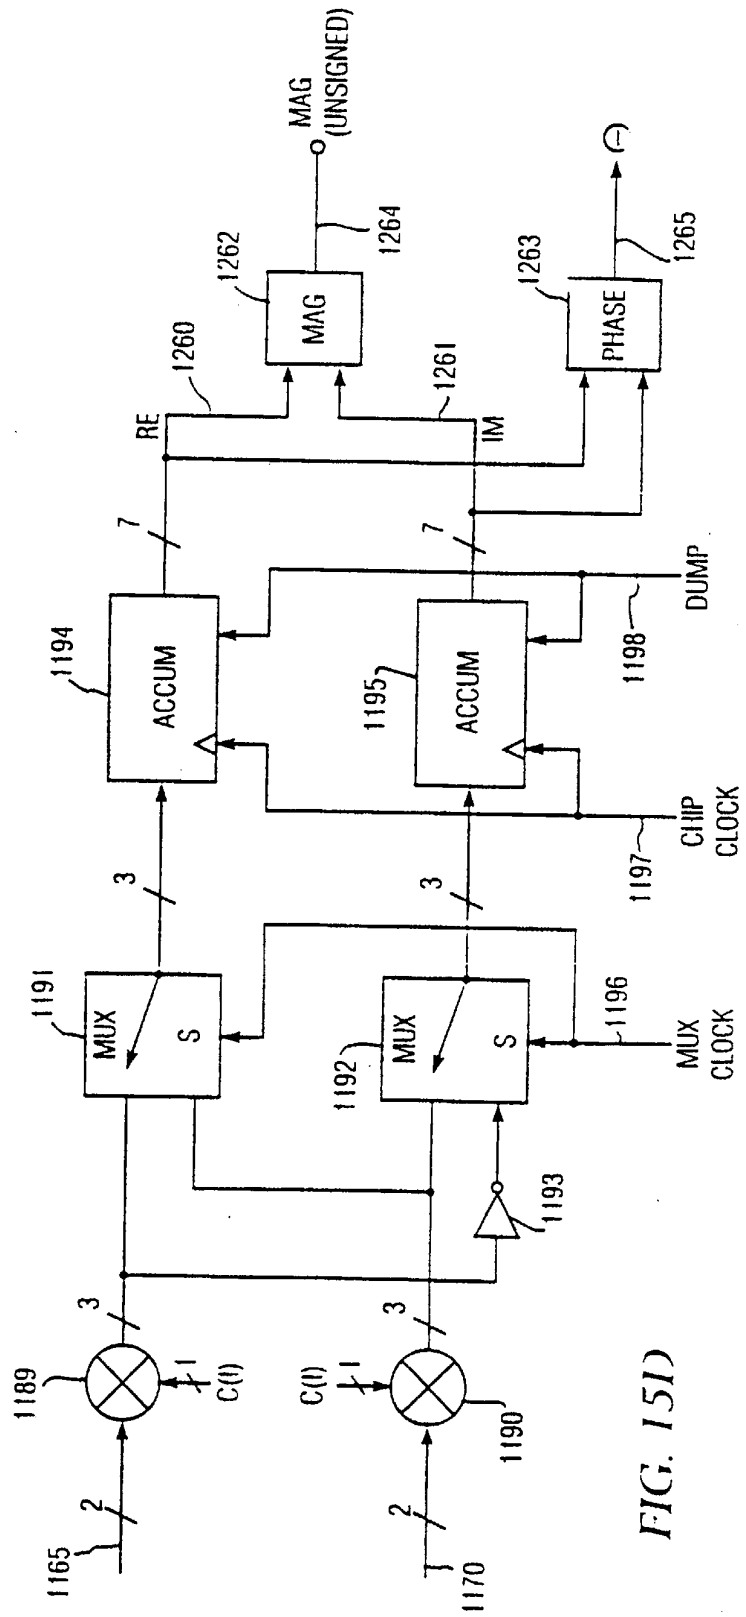 1165
2
1189
3
1
C(I)
1191
MUX
S
3
1194
ACCUM
7
RE
1260
1262
MAG
1264
MAG
(UNSIGNED)
1170
2
1190
C(I)
1
3
1193
1192
MUX
S
3
1195
ACCUM
7
IM
1261
1263
PHASE
1265
Θ
1196
MUX
CLOCK
1197
CHIP
CLOCK
1198
DUMP
FIG. 15D